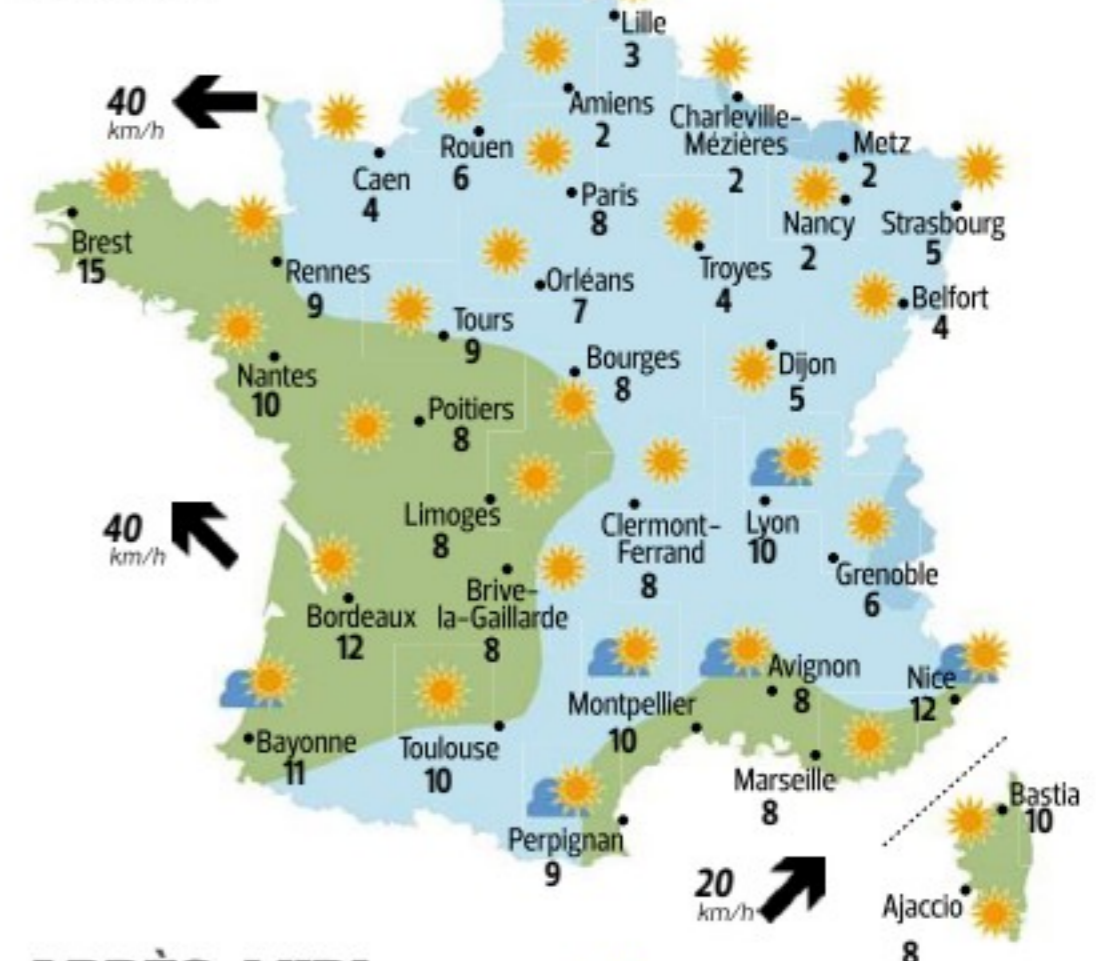 Lille
3
40
km/h
Amiens
2
Charleville-
Mézières
2
Metz
2
Rouen
6
Caen
4
Paris
8
Nancy
2
Strasbourg
5
Brest
15
Rennes
9
Orléans
7
Troyes
4
Belfort
4
Tours
9
Nantes
10
Bourges
8
Dijon
5
Poitiers
8
Limoges
8
Clermont-
Ferrand
8
Lyon
10
40
km/h
Grenoble
6
Brive-
la-Gaillarde
8
Bordeaux
12
Avignon
8
Nice
12
Montpellier
10
Bayonne
11
Toulouse
10
Marseille
8
Bastia
10
Perpignan
9
20
km/h
Ajaccio
8